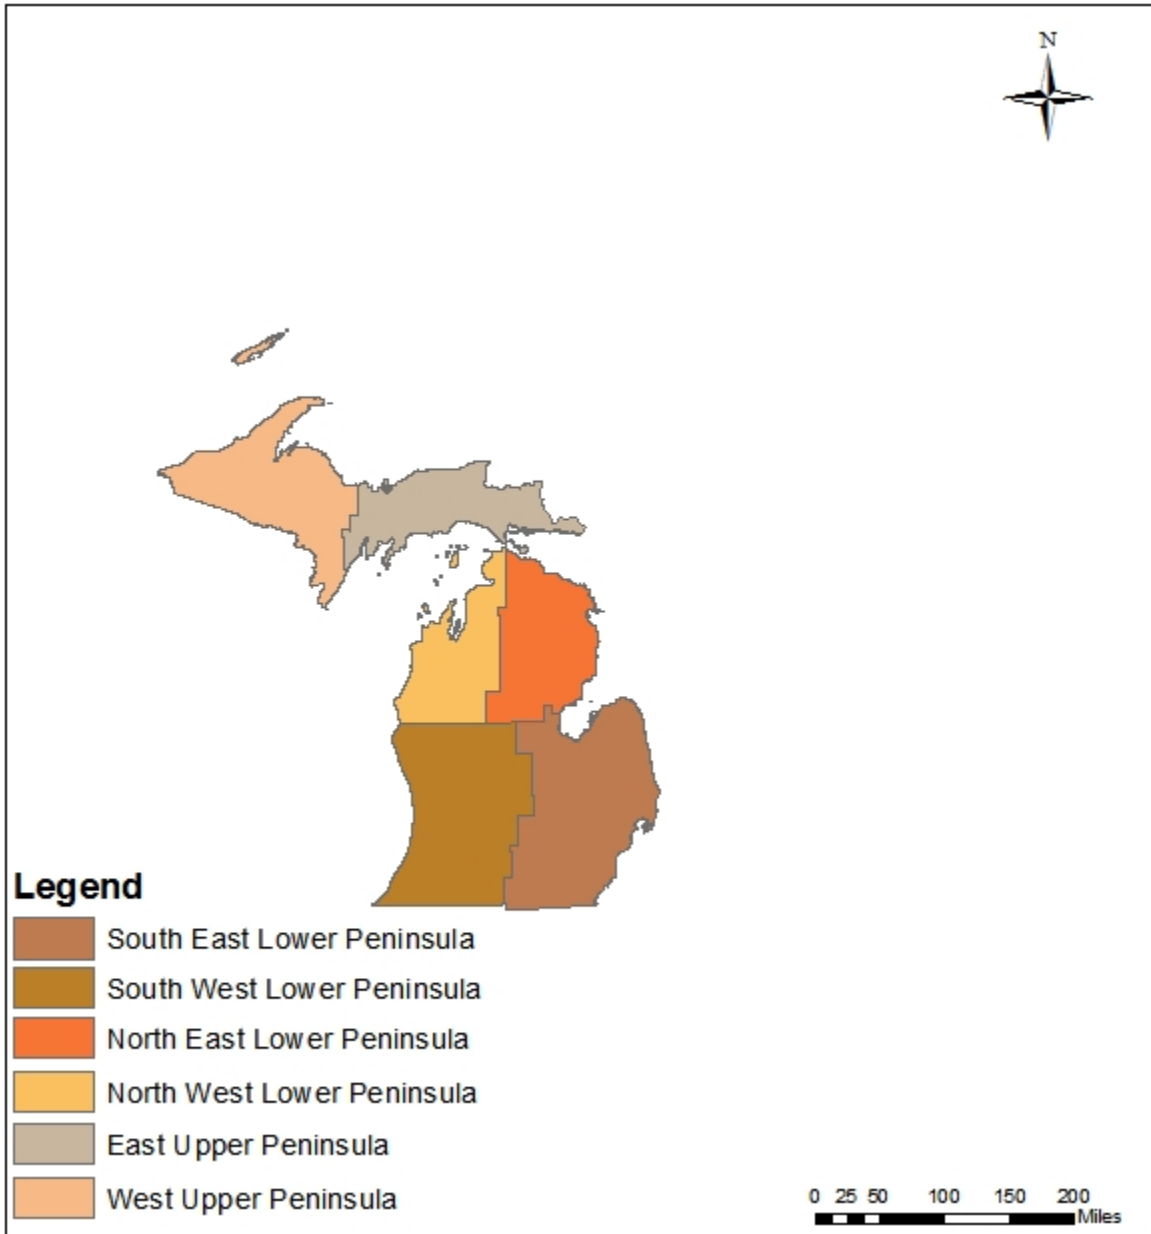 N
Legend
South East Lower Peninsula
South West Lower Peninsula
North East Lower Peninsula
North West Lower Peninsula
East Upper Peninsula
West Upper Peninsula
0 25 50 100 150 200
Miles